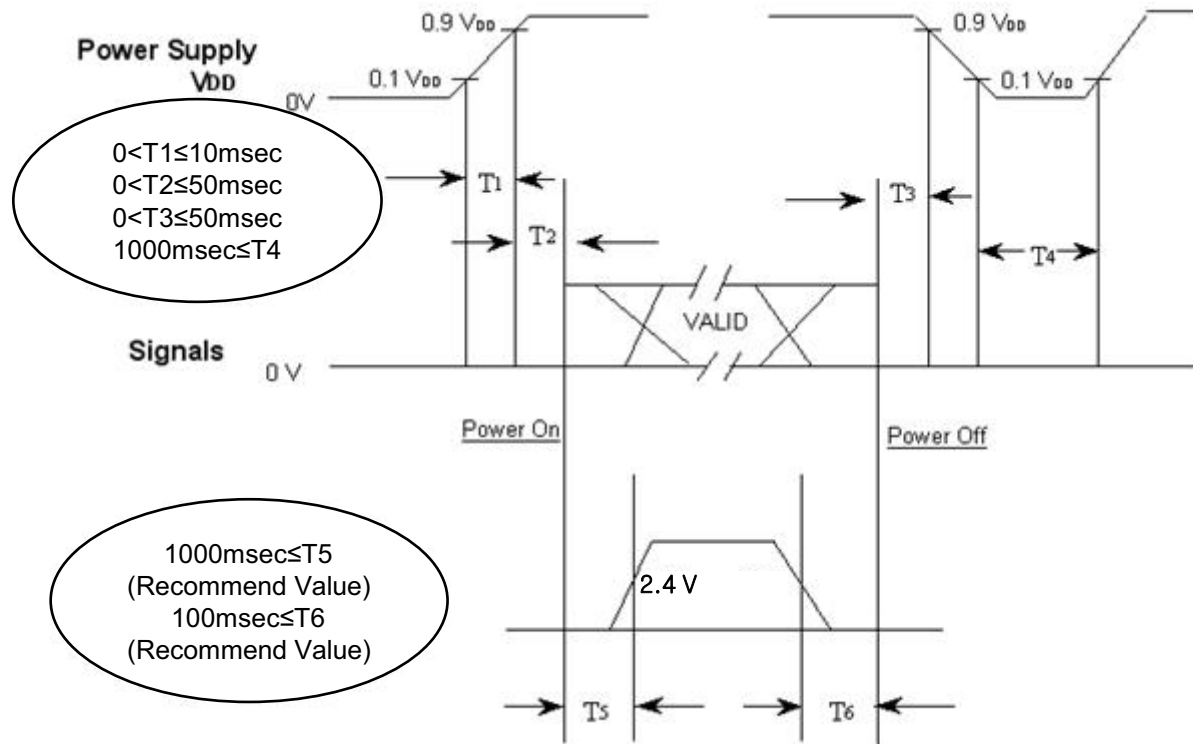 0.9 VDD
0.9 VDD
Power Supply
VDD
0.1 VDD
0.1 VDD
0V
0<T1≤10msec
0<T2≤50msec
0<T3≤50msec
1000msec≤T4
T1
T3
T2
T4
VALID
Signals
0 V
Power On
Power Off
1000msec≤T5
(Recommend Value)
100msec≤T6
(Recommend Value)
2.4 V
T5
T6